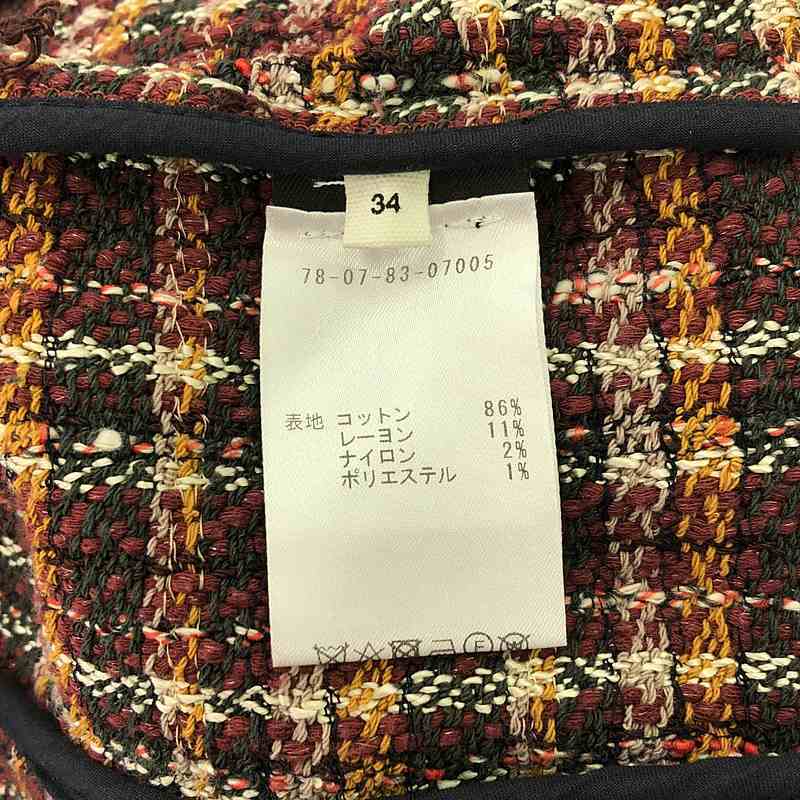 34
78-07-83-07005
表地 コットン 86%
レーヨン 11%
ナイロン 2%
ポリエステル 1%